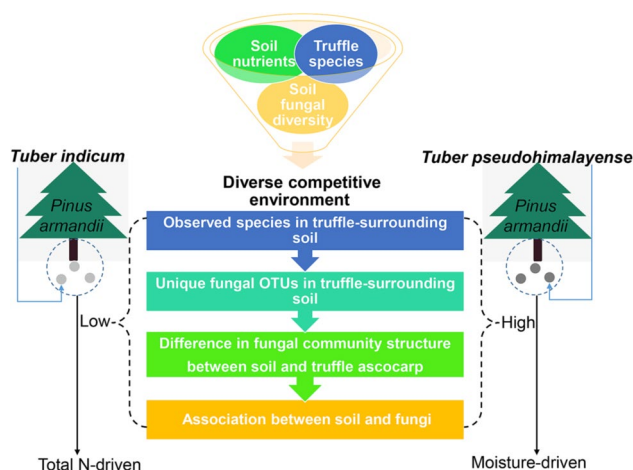 Soil
nutrients
Truffle
species
Soil
fungal
diversity
Tuber indicum
Tuber pseudohimalayense
Pinus
armandii
Diverse competitive
environment
Pinus
armandii
Observed species in truffle-surrounding
soil
Unique fungal OTUs in truffle-surrounding
soil
Low
High
Difference in fungal community structure
between soil and truffle ascocarp
Association between soil and fungi
Total N-driven
Moisture-driven